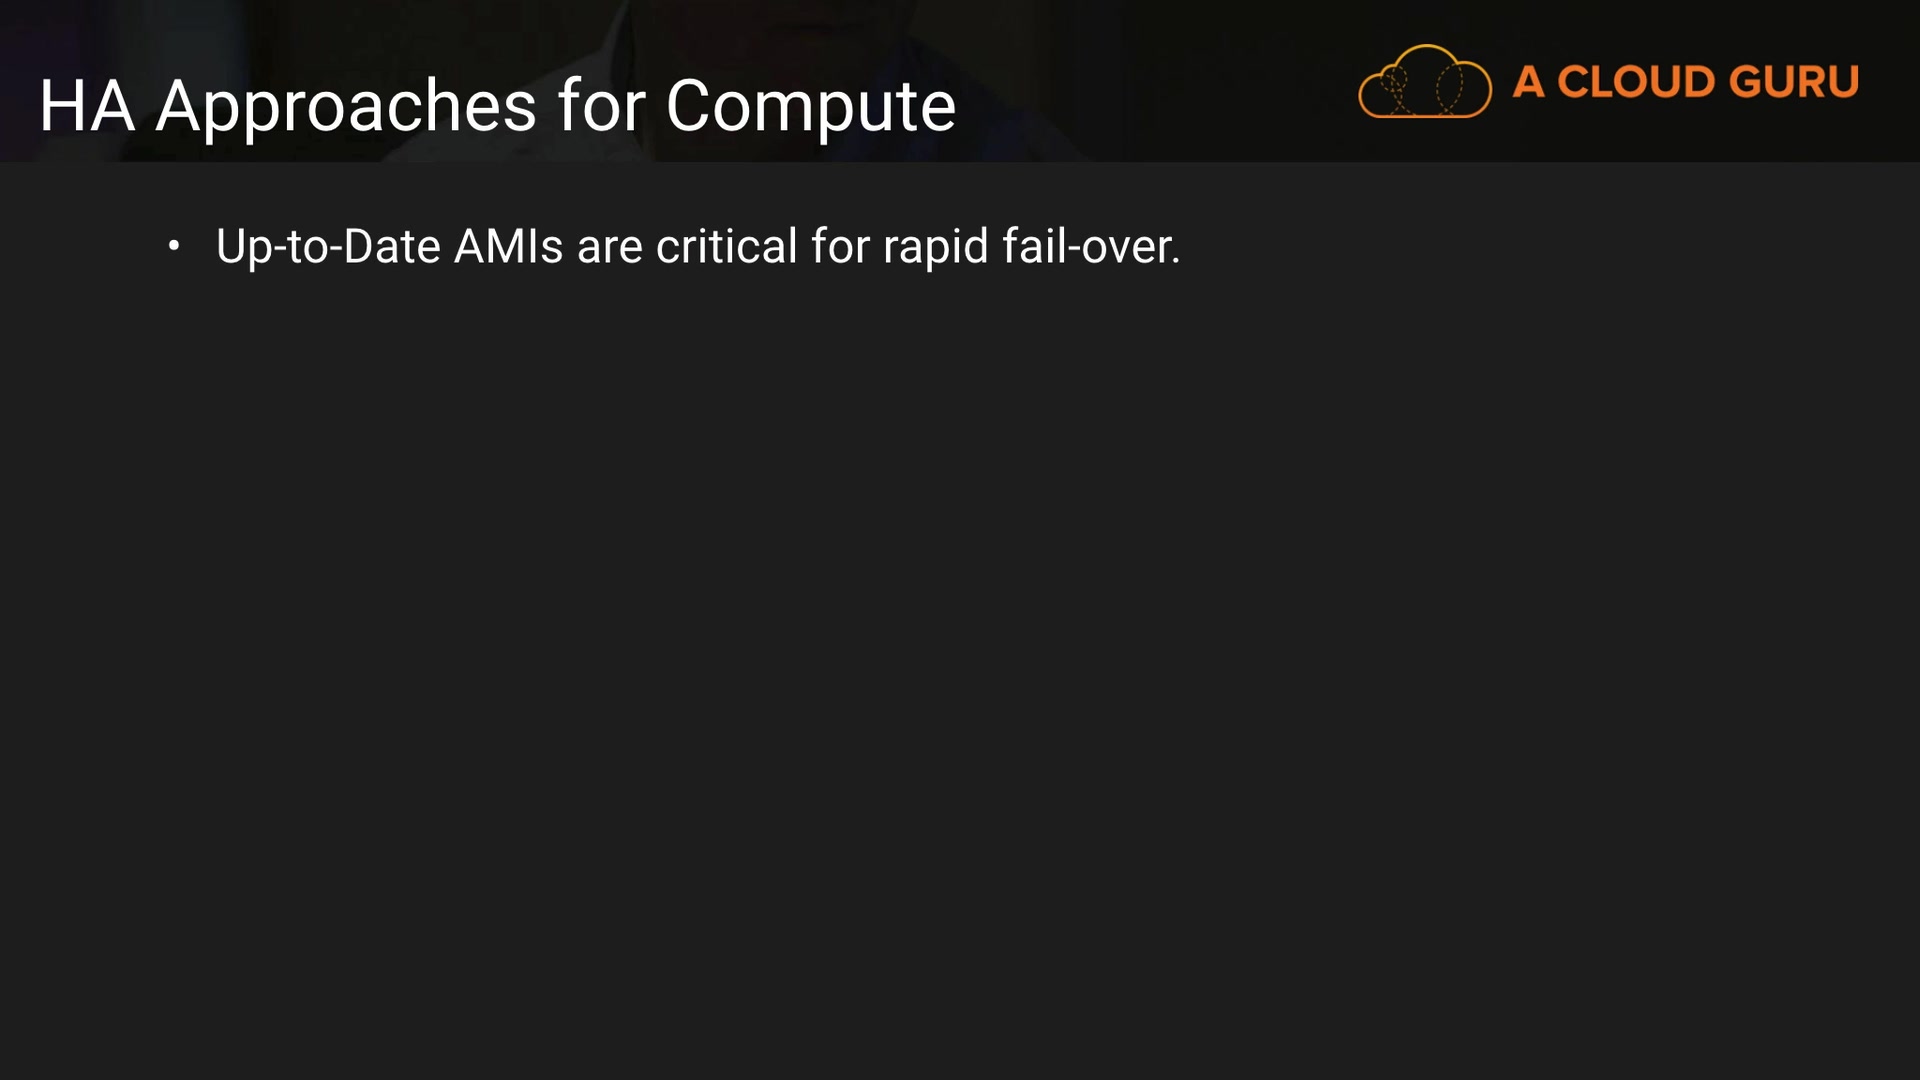 HA Approaches for Compute
A CLOUD GURU
• Up-to-Date AMIs are critical for rapid fail-over.